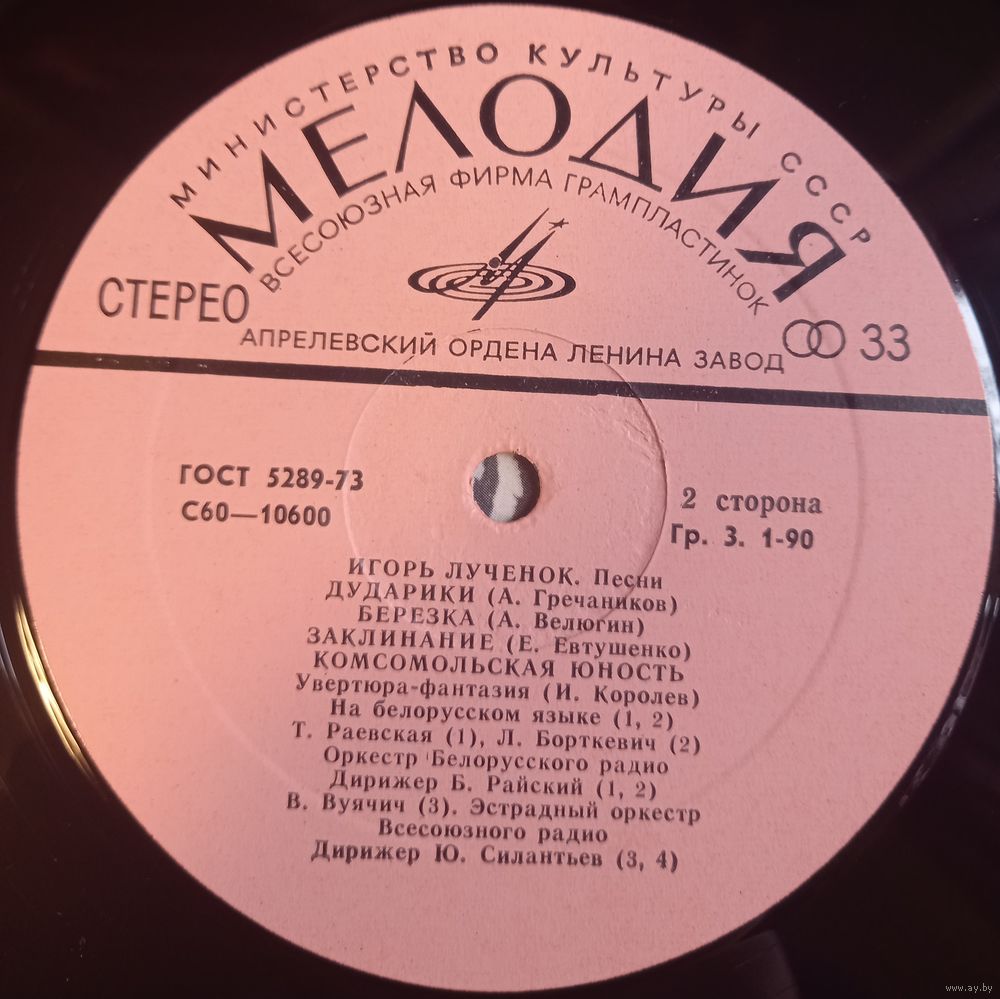 МИНИСТЕРСТВО КУЛЬТУРЫ СССР
МЕЛОДИЯ
ВСЕСОЮЗНАЯ ФИРМА ГРАМПЛАСТИНОК
СТЕРЕО
АПРЕЛЕВСКИЙ ОРДЕНА ЛЕНИНА ЗАВОД
33
ГОСТ 5289-73
С60—10600
2 сторона
Гр. 3. 1-90
ИГОРЬ ЛУЧЕНОК. Песни
ДУДАРИКИ (А. Гречаников)
БЕРЕЗКА (А. Велюгин)
ЗАКЛИНАНИЕ (Е. Евтушенко)
КОМСОМОЛЬСКАЯ ЮНОСТЬ
Увертюра-фантазия (И. Королев)
На белорусском языке (1, 2)
Т. Раевская (1), Л. Борткевич (2)
Оркестр Белорусского радио
Дирижер Б. Райский (1, 2)
В. Вуячич (3). Эстрадный оркестр
Всесоюзного радио
Дирижер Ю. Силантьев (3, 4)
www.ay.by